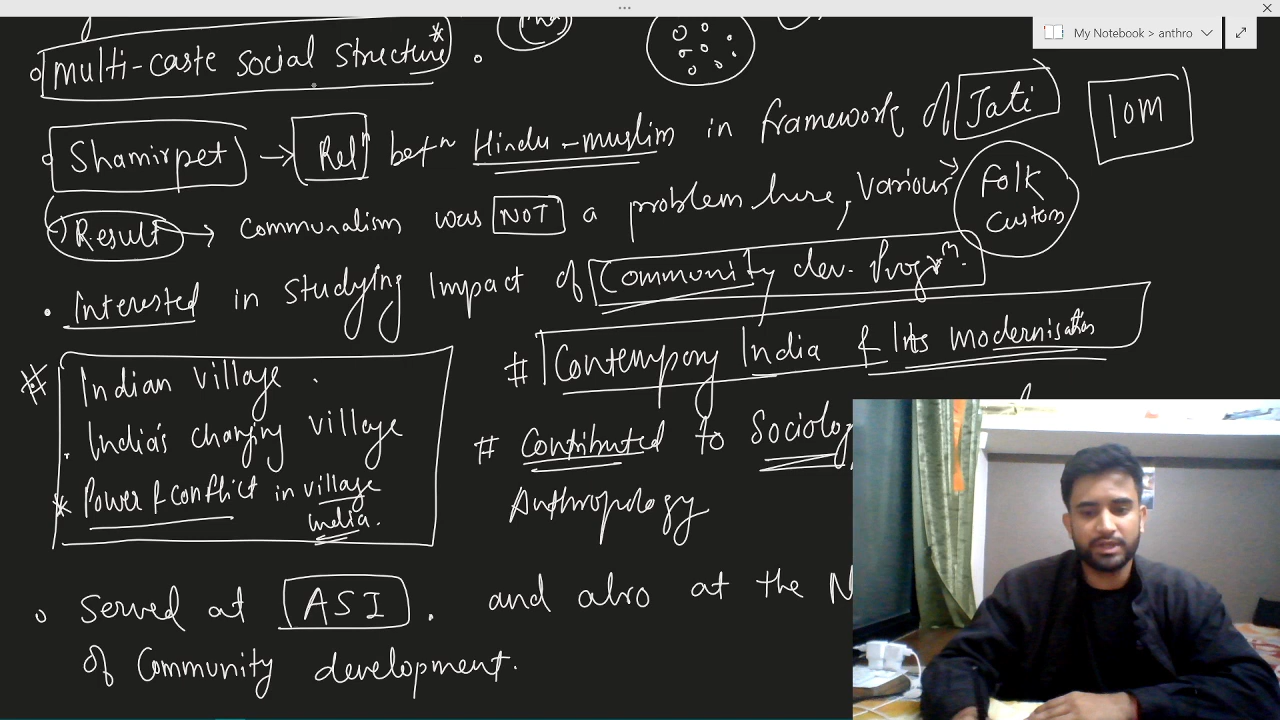 My Notebook > anthro
Multi-caste social structure* .
Shamirpet → Relⁿ betⁿ Hindu-muslim in framework of Jati IOM
Result → Communalism was NOT a problem here, various → Folk Custom
• Interested in studying impact of Community dev. Progrm.
# Contempory India & Its modernisation
# Indian village .
. India's changing village
* Power & conflict in village
india.
# Contributed to
Anthropology
Served at ASI . and also at the N
of Community development.